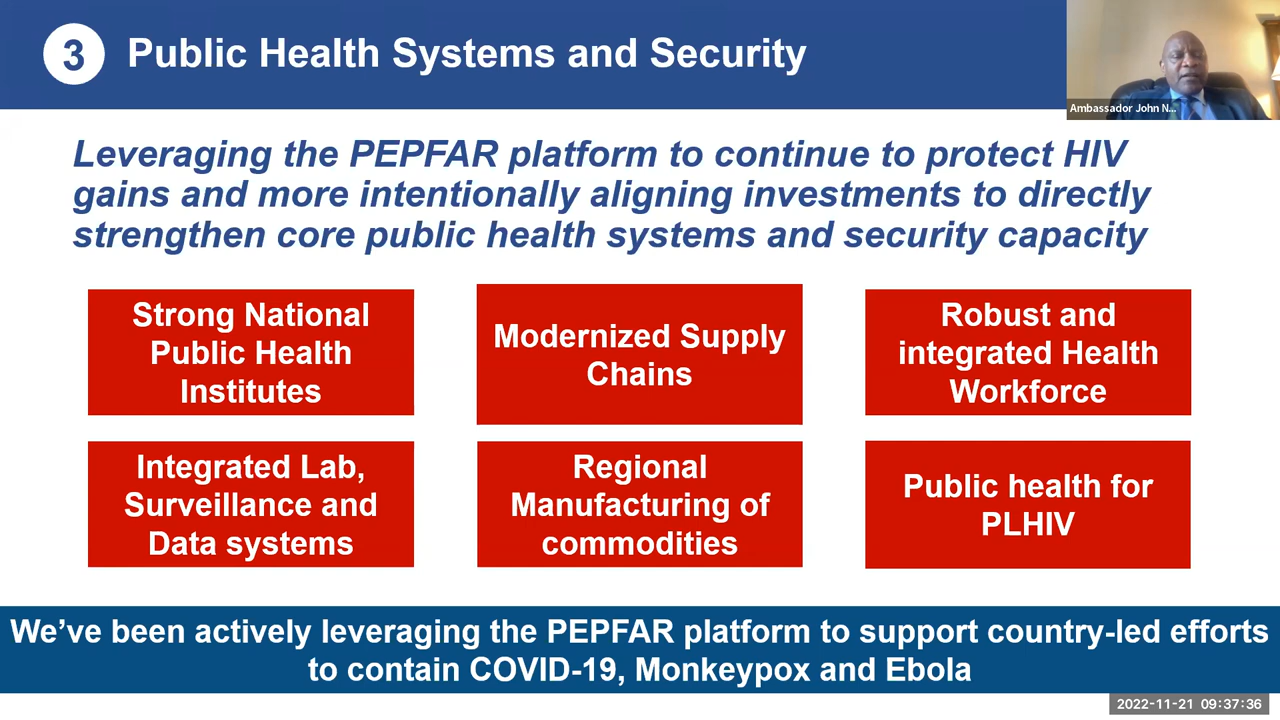 3
Public Health Systems and Security
Ambassador John N...
Leveraging the PEPFAR platform to continue to protect HIV
gains and more intentionally aligning investments to directly
strengthen core public health systems and security capacity
Strong National
Public Health
Institutes
Modernized Supply
Chains
Robust and
integrated Health
Workforce
Integrated Lab,
Surveillance and
Data systems
Regional
Manufacturing of
commodities
Public health for
PLHIV
We’ve been actively leveraging the PEPFAR platform to support country-led efforts
to contain COVID-19, Monkeypox and Ebola
2022-11-21 09:37:36